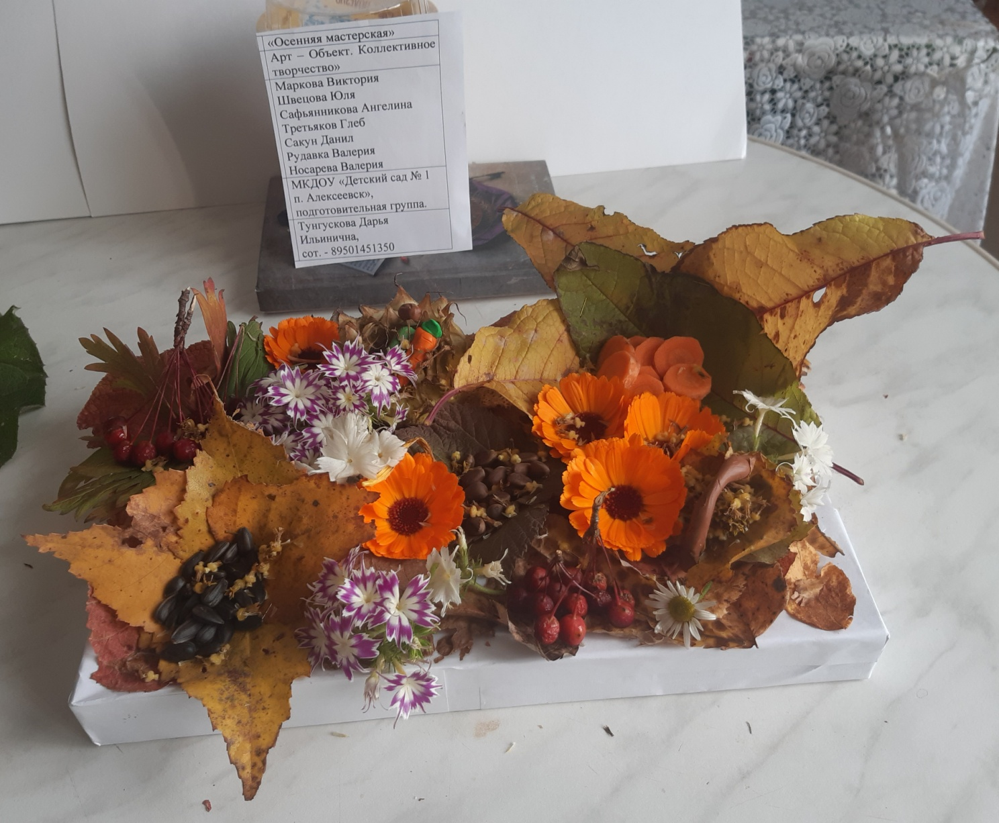 «Осенняя мастерская»
Арт – Объект. Коллективное
творчество»
Маркова Виктория
Швецова Юля
Сафьянникова Ангелина
Третьяков Глеб
Сакун Данил
Рудавка Валерия
Носарева Валерия
МКДОУ «Детский сад № 1
п. Алексеевск»,
подготовительная группа.
Тунгускова Дарья
Ильинична,
сот. - 89501451350